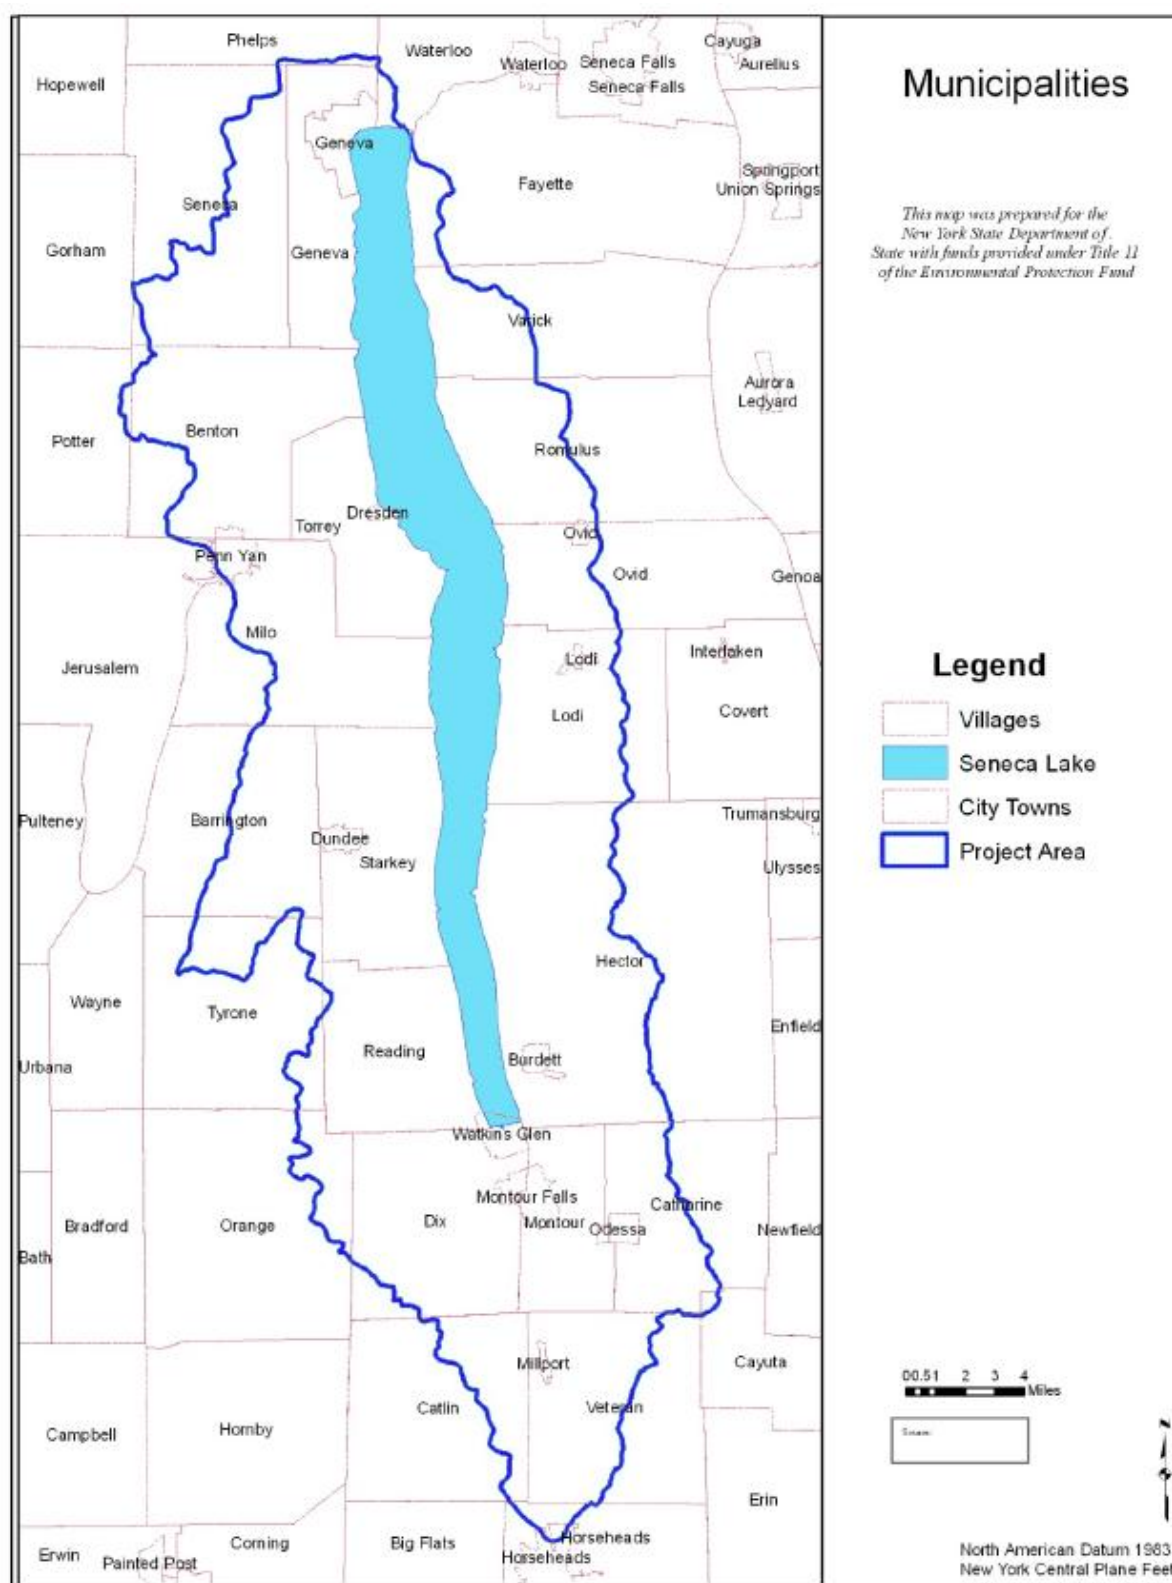 Phelps
Waterloo
Cayuga
Hopewell
Waterloo
Seneca Falls
Aurelius
Seneca Falls
Municipalities
Geneva
Springport
Fayette
Union Springs
Seneca
This map was prepared for the
New York State Department of
State with funds provided under Title 11
of the Environmental Protection Fund
Gorham
Geneva
Varick
Aurora
Ledyard
Potter
Benton
Romulus
Dresden
Torrey
Ovid
Penn Yan
Ovid
Genoa
Milo
Jerusalem
Lodi
Interlaken
Legend
Lodi
Covert
Villages
Seneca Lake
City Towns
Project Area
Pulteney
Barrington
Trumansburg
Dundee
Starkey
Ulysses
Hector
Wayne
Tyrone
Enfield
Reading
Burdett
Urbana
Watkin's Glen
Montour Falls
Catharine
Bradford
Orange
Dix
Montour
Odessa
Newfield
Bath
Millport
Cayuta
Catlin
Veteran
00.51 2 3 4
Miles
Campbell
Hornby
Erin
N
Erwin
Painted Post
Corning
Big Flats
Horseheads
Horseheads
North American Datum 1983
New York Central Plane Feet